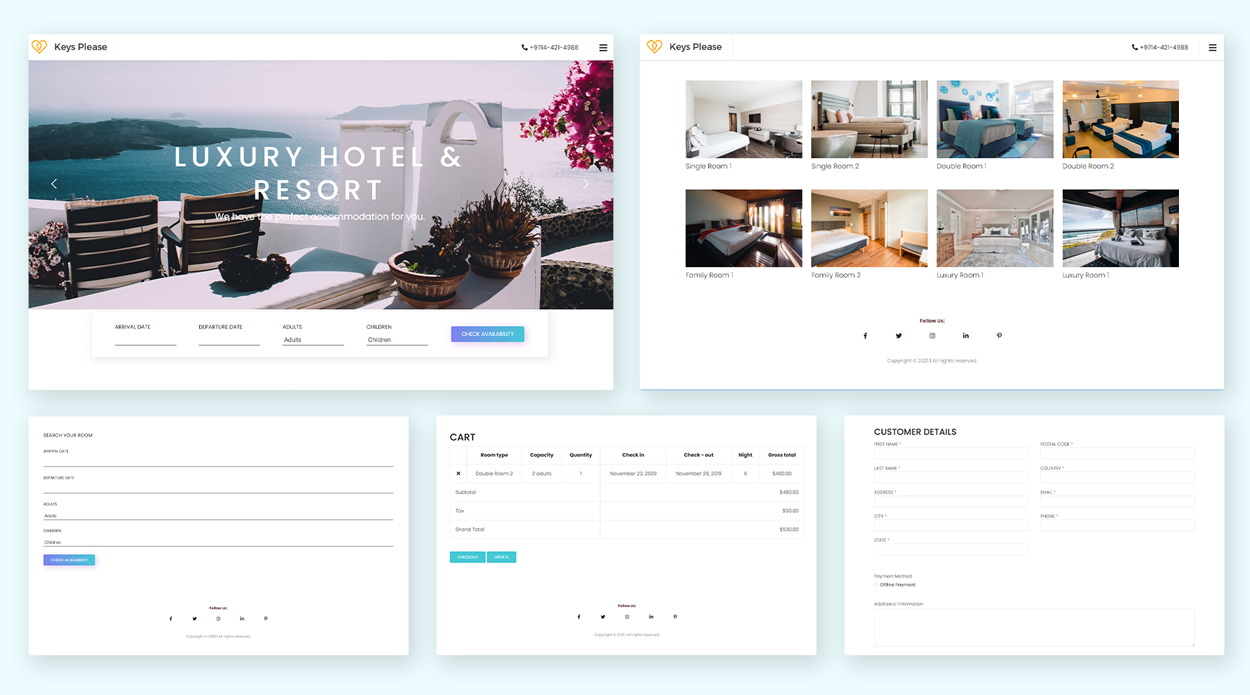 Keys Please
+9714-421-4988
LUXURY HOTEL &
RESORT
We have the perfect accommodation for you.
ARRIVAL DATE
DEPARTURE DATE
ADULTS
CHILDREN
Adults
Children
CHECK AVAILABILITY
Keys Please
+9714-421-4988
Single Room 1
Single Room 2
Double Room 1
Double Room 2
Family Room 1
Family Room 2
Luxury Room 1
Luxury Room 1
Follow Us:
Copyright © 2021 | All rights reserved.
SEARCH YOUR ROOM
ARRIVAL DATE
DEPARTURE DATE
ADULTS
Adults
CHILDREN
Children
CHECK AVAILABILITY
Follow Us:
Copyright © 2021 | All rights reserved.
CART
Room type Capacity Quantity Check in Check - out Night Gross total
× Double Room 2 2 adults 1 November 23, 2029 November 29, 2019 6 $480.00
Subtotal $480.00
Tax $50.00
Grand Total $530.00
CHECKOUT UPDATE
Follow Us:
Copyright © 2021 | All rights reserved.
CUSTOMER DETAILS
FIRST NAME * POSTAL CODE *
LAST NAME * COUNTRY *
ADDRESS * EMAIL *
CITY * PHONE *
STATE *
Payment Method
Offline Payment
Additional Information